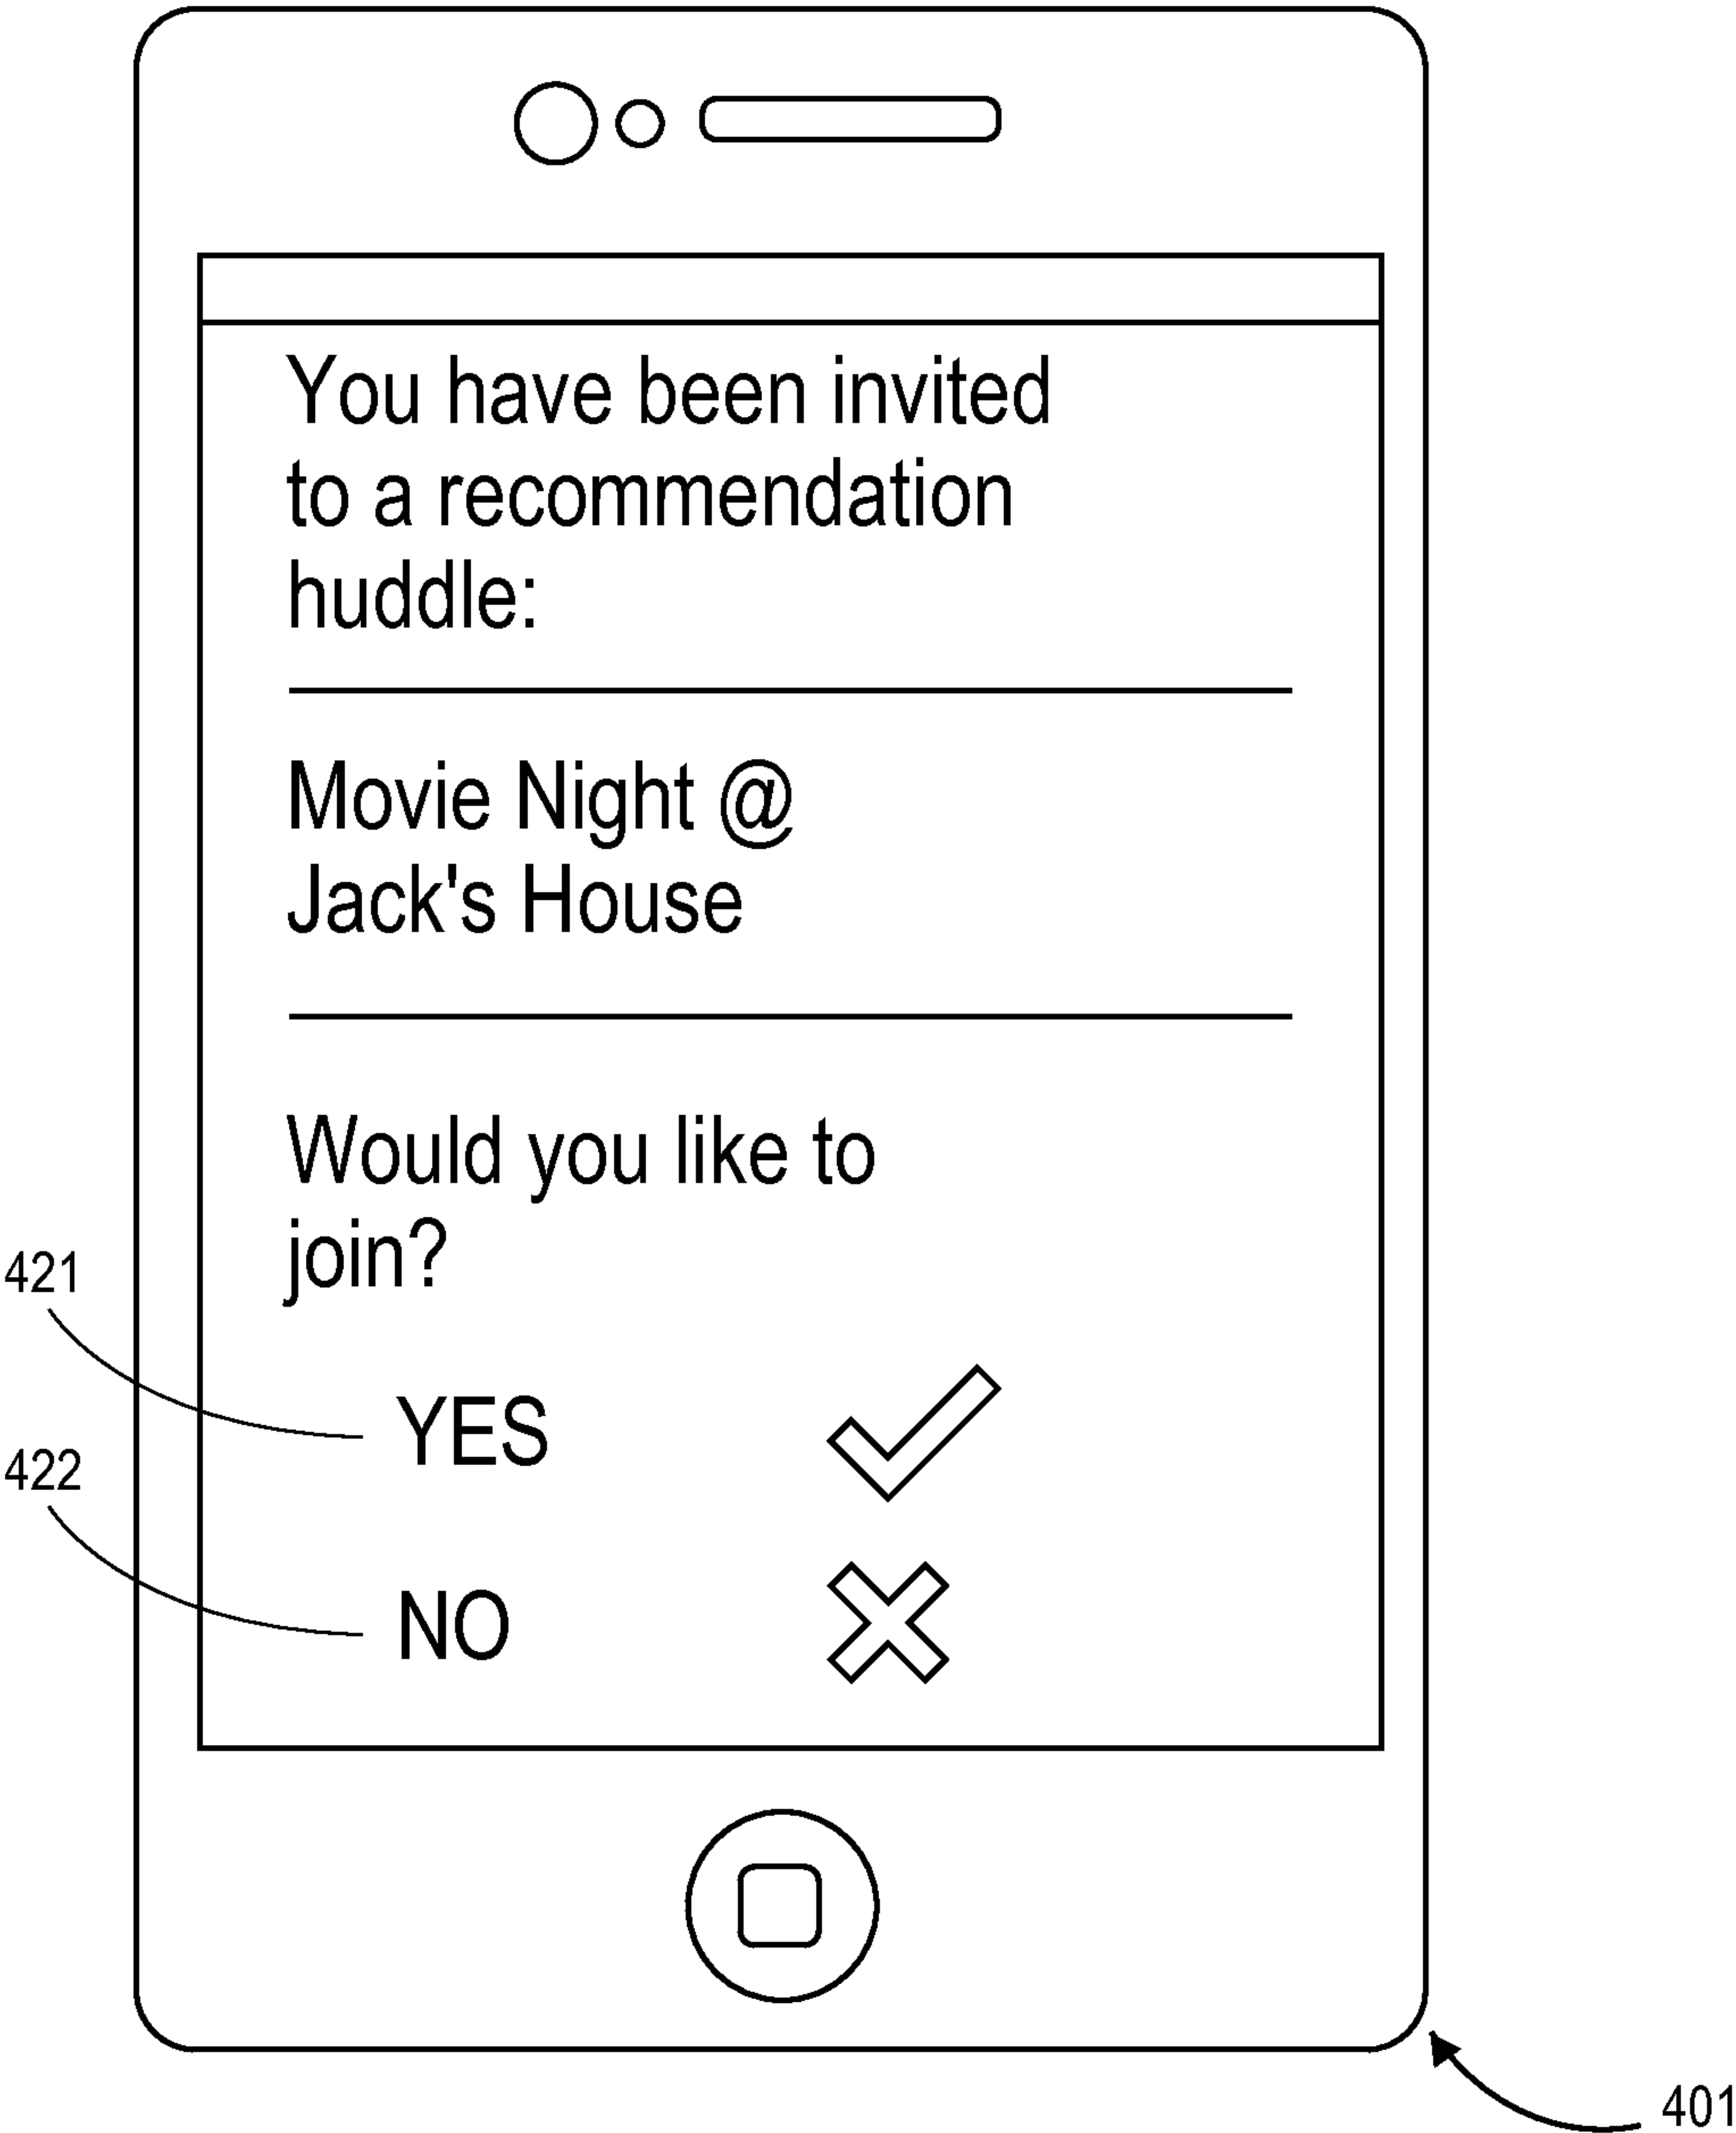 You have been invited
to a recommendation
huddle:
Movie Night @
Jack's House
Would you like to
join?
421
YES
422
NO
401